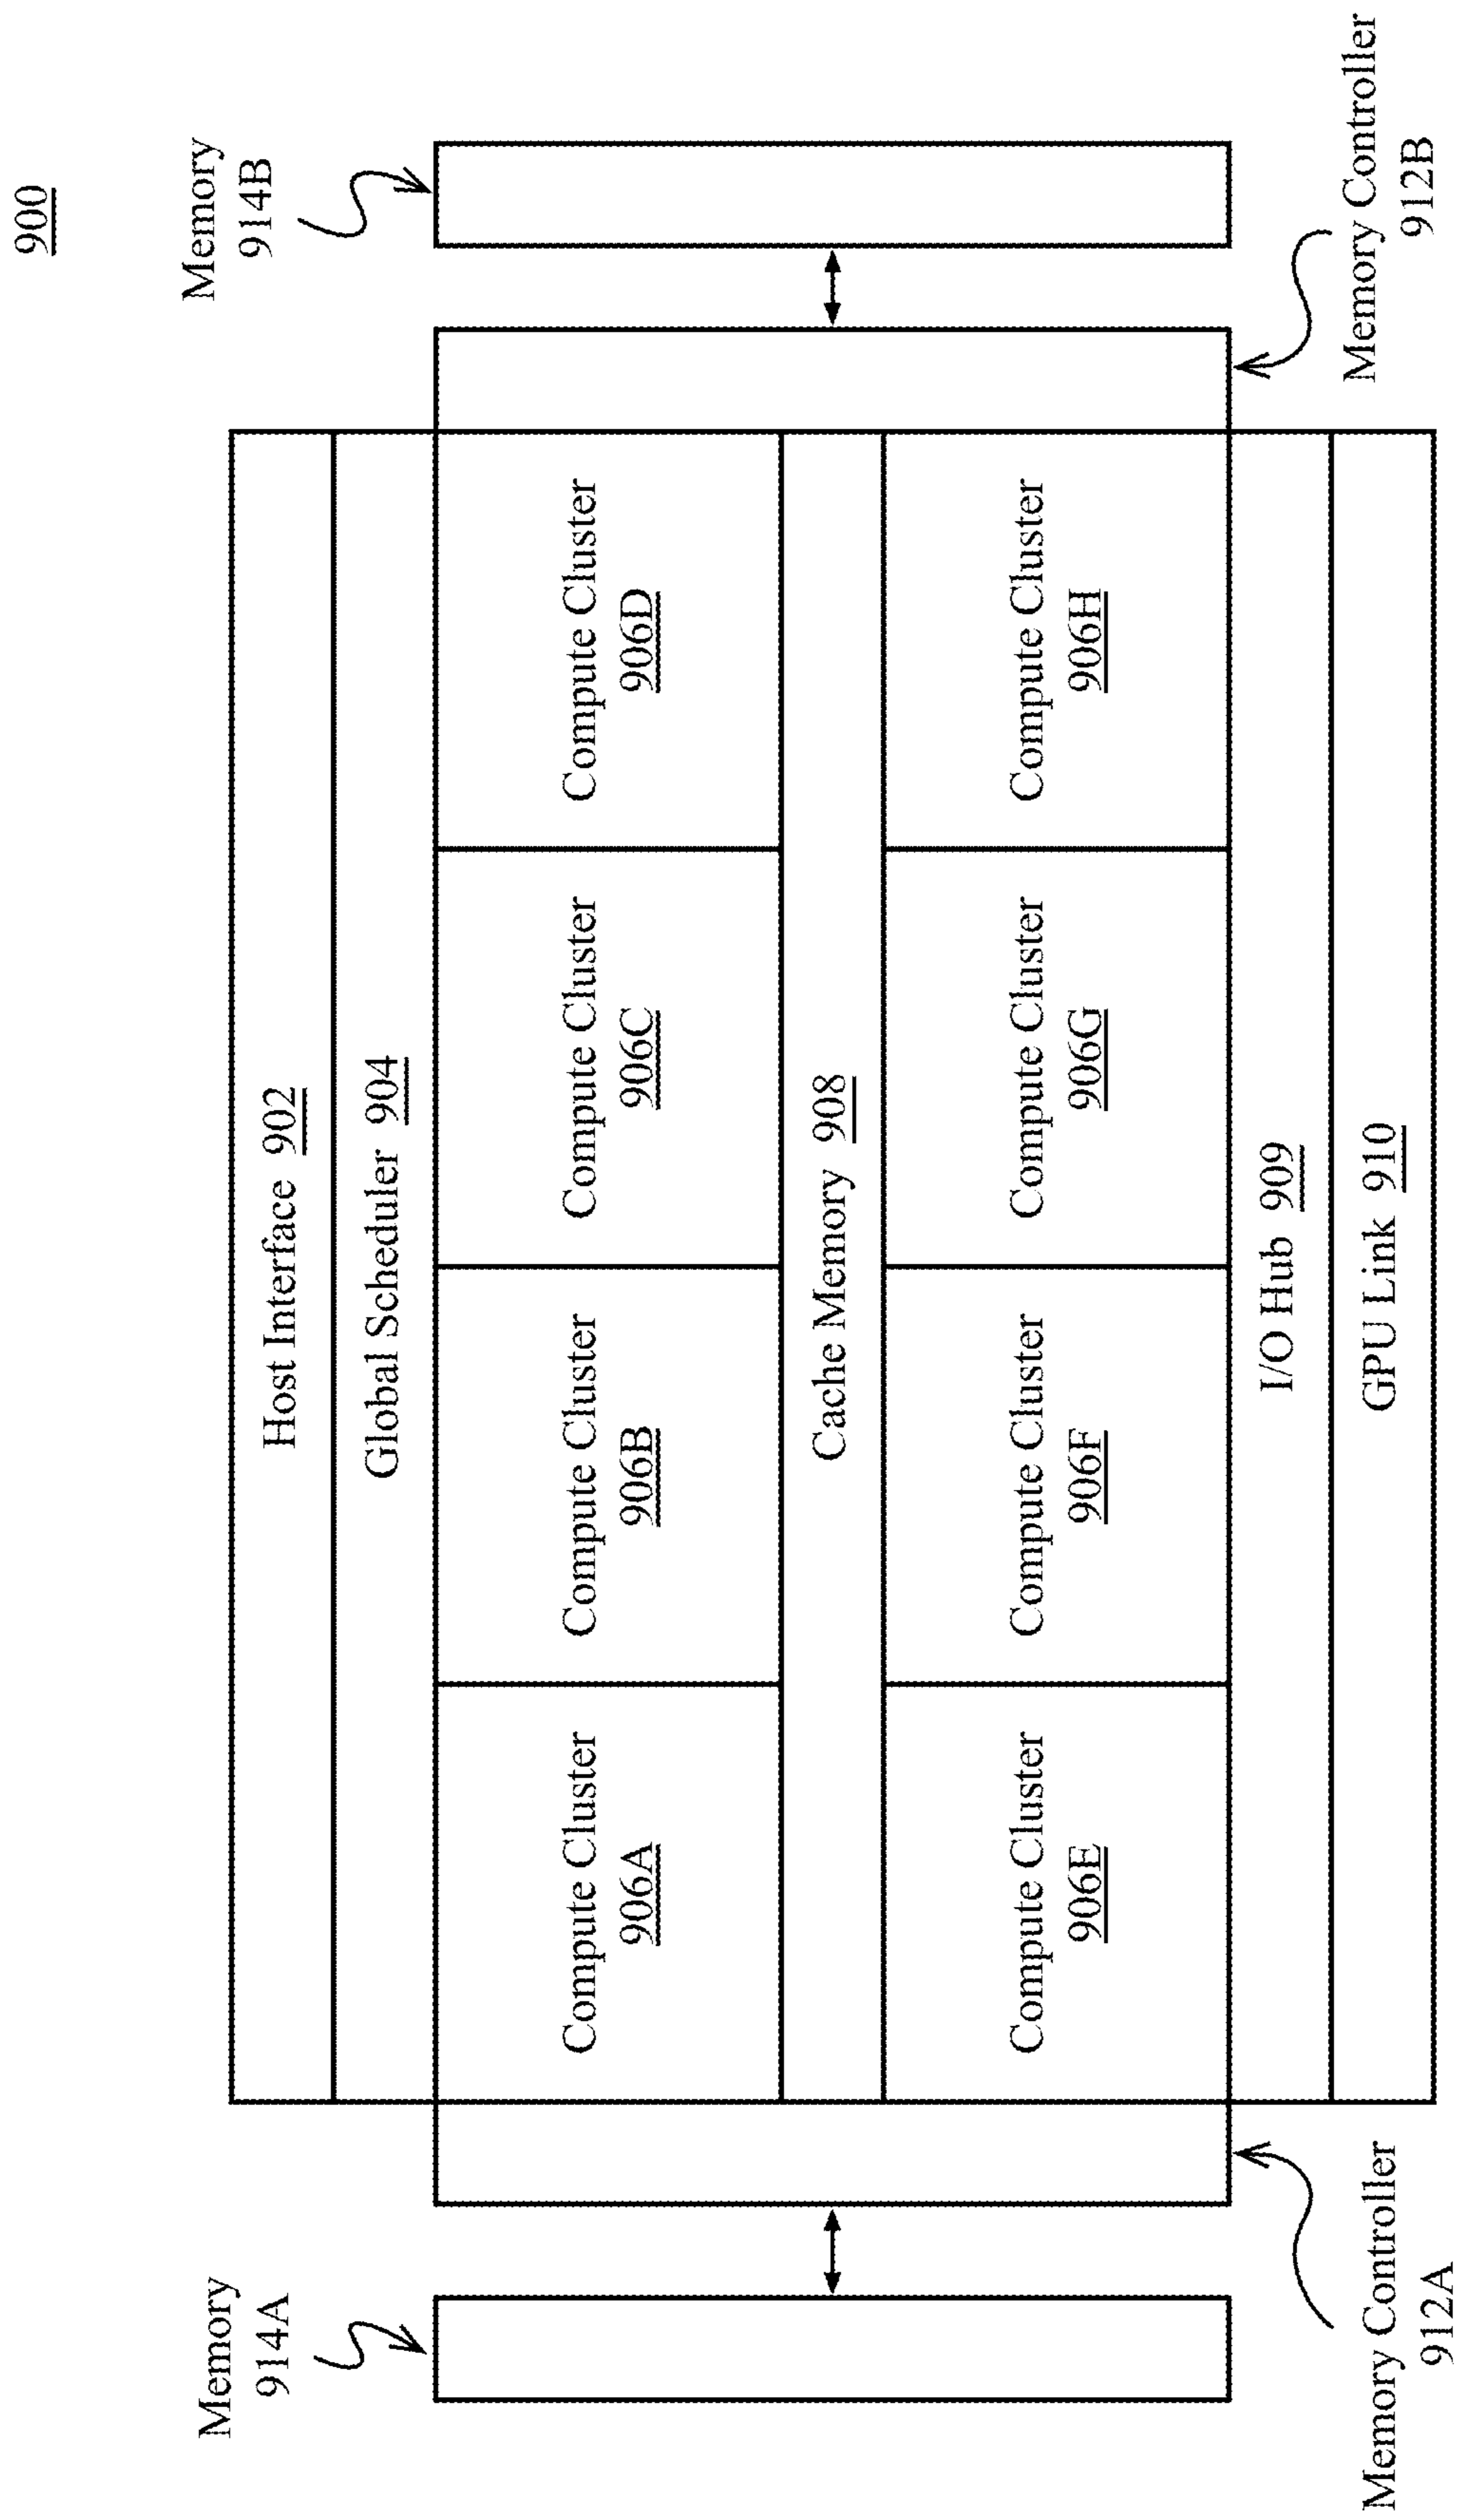 900
Memory
914B
Memory
914A
Host Interface 902
Global Scheduler 904
Compute Cluster
906A
Compute Cluster
906B
Compute Cluster
906C
Compute Cluster
906D
Cache Memory 908
Compute Cluster
906E
Compute Cluster
906F
Compute Cluster
906G
Compute Cluster
906H
I/O Hub 909
GPU Link 910
Memory Controller
912A
Memory Controller
912B